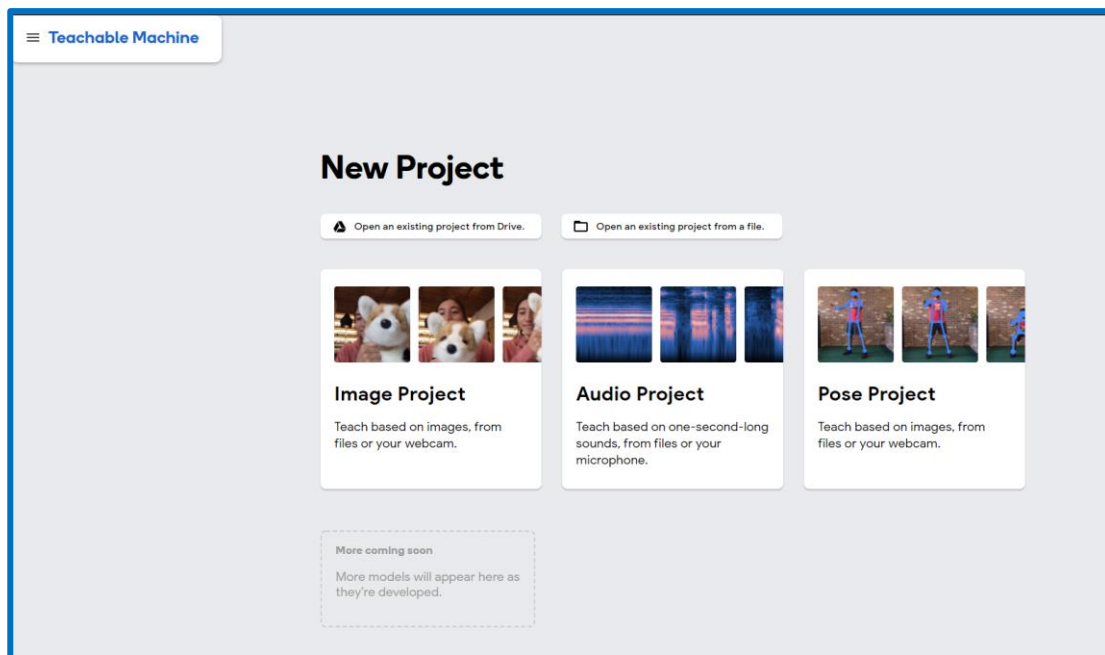 Teachable Machine
New Project
Open an existing project from Drive.
Open an existing project from a file.
Image Project
Teach based on images, from
files or your webcam.
Audio Project
Teach based on one-second-long
sounds, from files or your
microphone.
Pose Project
Teach based on images, from
files or your webcam.
More coming soon
More models will appear here as
they're developed.